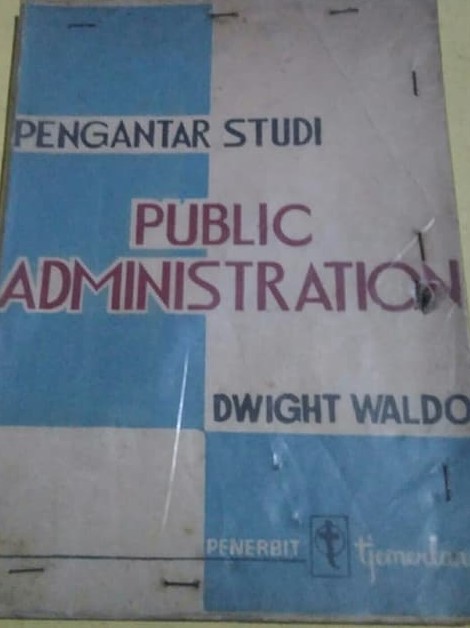 PENGANTAR STUDI
PUBLIC
ADMINISTRATION
DWIGHT WALDO
PENERBIT